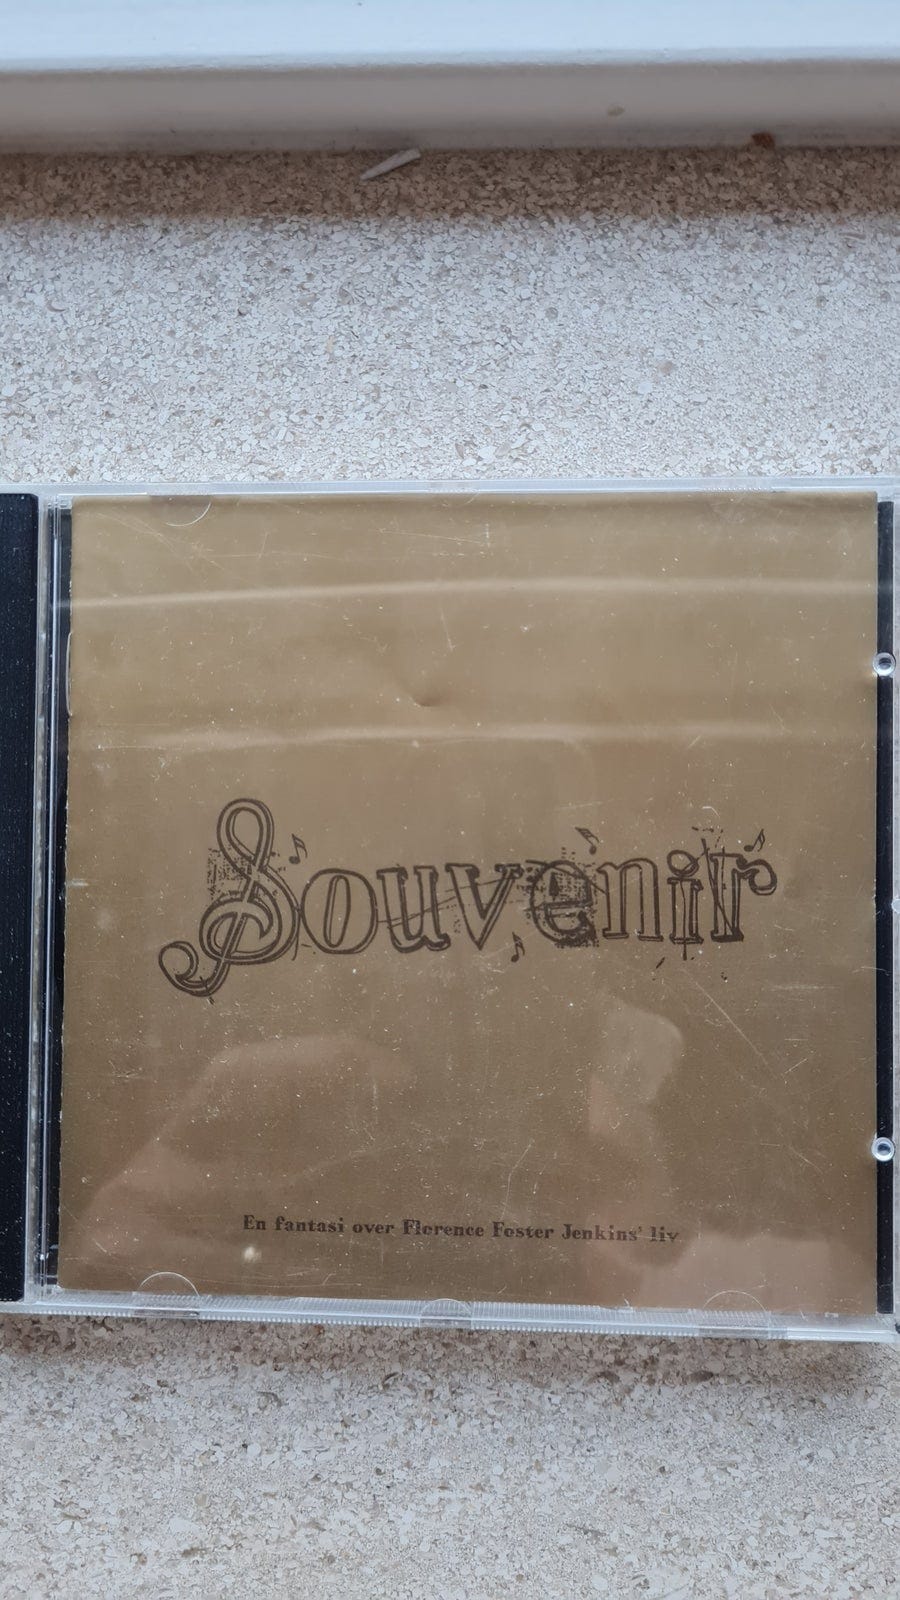 Souvenir
En fantasi over Florence Foster Jenkins' liv